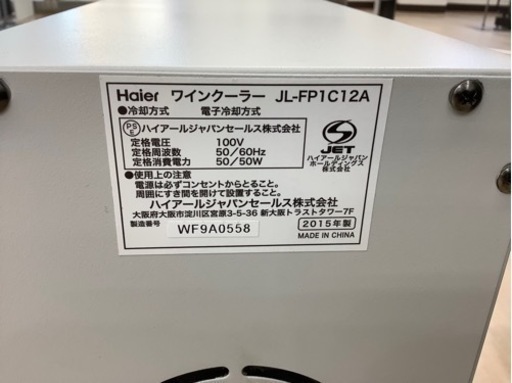 Haier ワインクーラー JL-FP1C12A
●冷却方式 電子冷却方式
PSE ハイアールジャパンセールス株式会社
定格電圧 100V
定格周波数 50/60Hz
定格消費電力 50/50W
JET
ハイアールジャパン
ホールディングス
株式会社
●使用上の注意
電源は必ずコンセントからとること。
周囲にすき間を開けて設置すること。
ハイアールジャパンセールス株式会社
大阪府大阪市淀川区宮原3-5-36 新大阪トラストタワー7F
製造番号 WF9A0558
2015年製
MADE IN CHINA